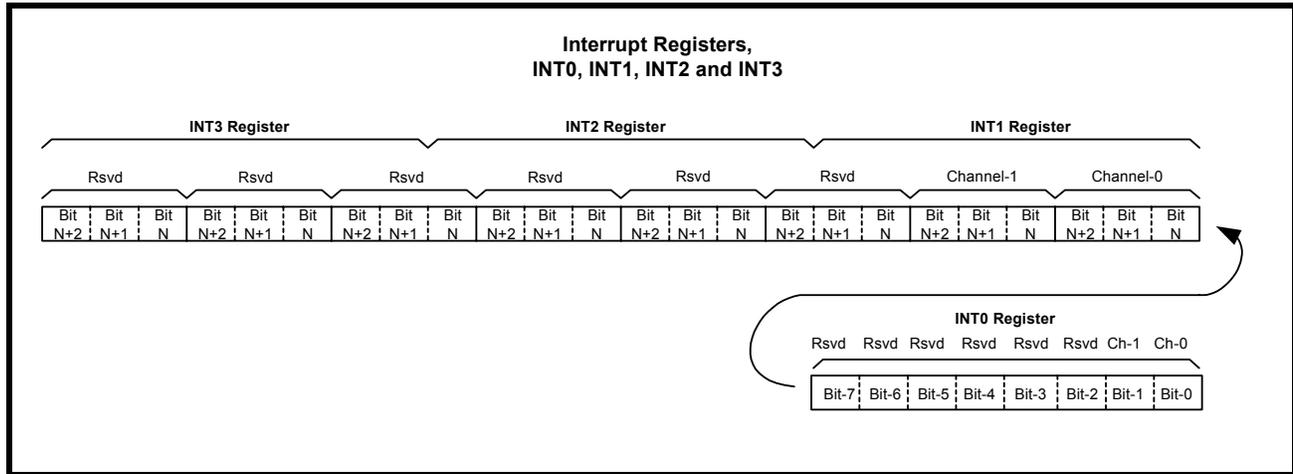 Interrupt Registers,
INT0, INT1, INT2 and INT3
INT3 Register INT2 Register INT1 Register
Rsvd Rsvd Rsvd Rsvd Rsvd Rsvd Channel-1 Channel-0
Bit Bit Bit Bit Bit Bit Bit Bit Bit Bit Bit Bit Bit Bit Bit Bit Bit Bit Bit Bit Bit Bit Bit Bit
N+2 N+1 N N+2 N+1 N N+2 N+1 N N+2 N+1 N N+2 N+1 N N+2 N+1 N N+2 N+1 N N+2 N+1 N
INT0 Register
Rsvd Rsvd Rsvd Rsvd Rsvd Rsvd Ch-1 Ch-0
Bit-7 Bit-6 Bit-5 Bit-4 Bit-3 Bit-2 Bit-1 Bit-0